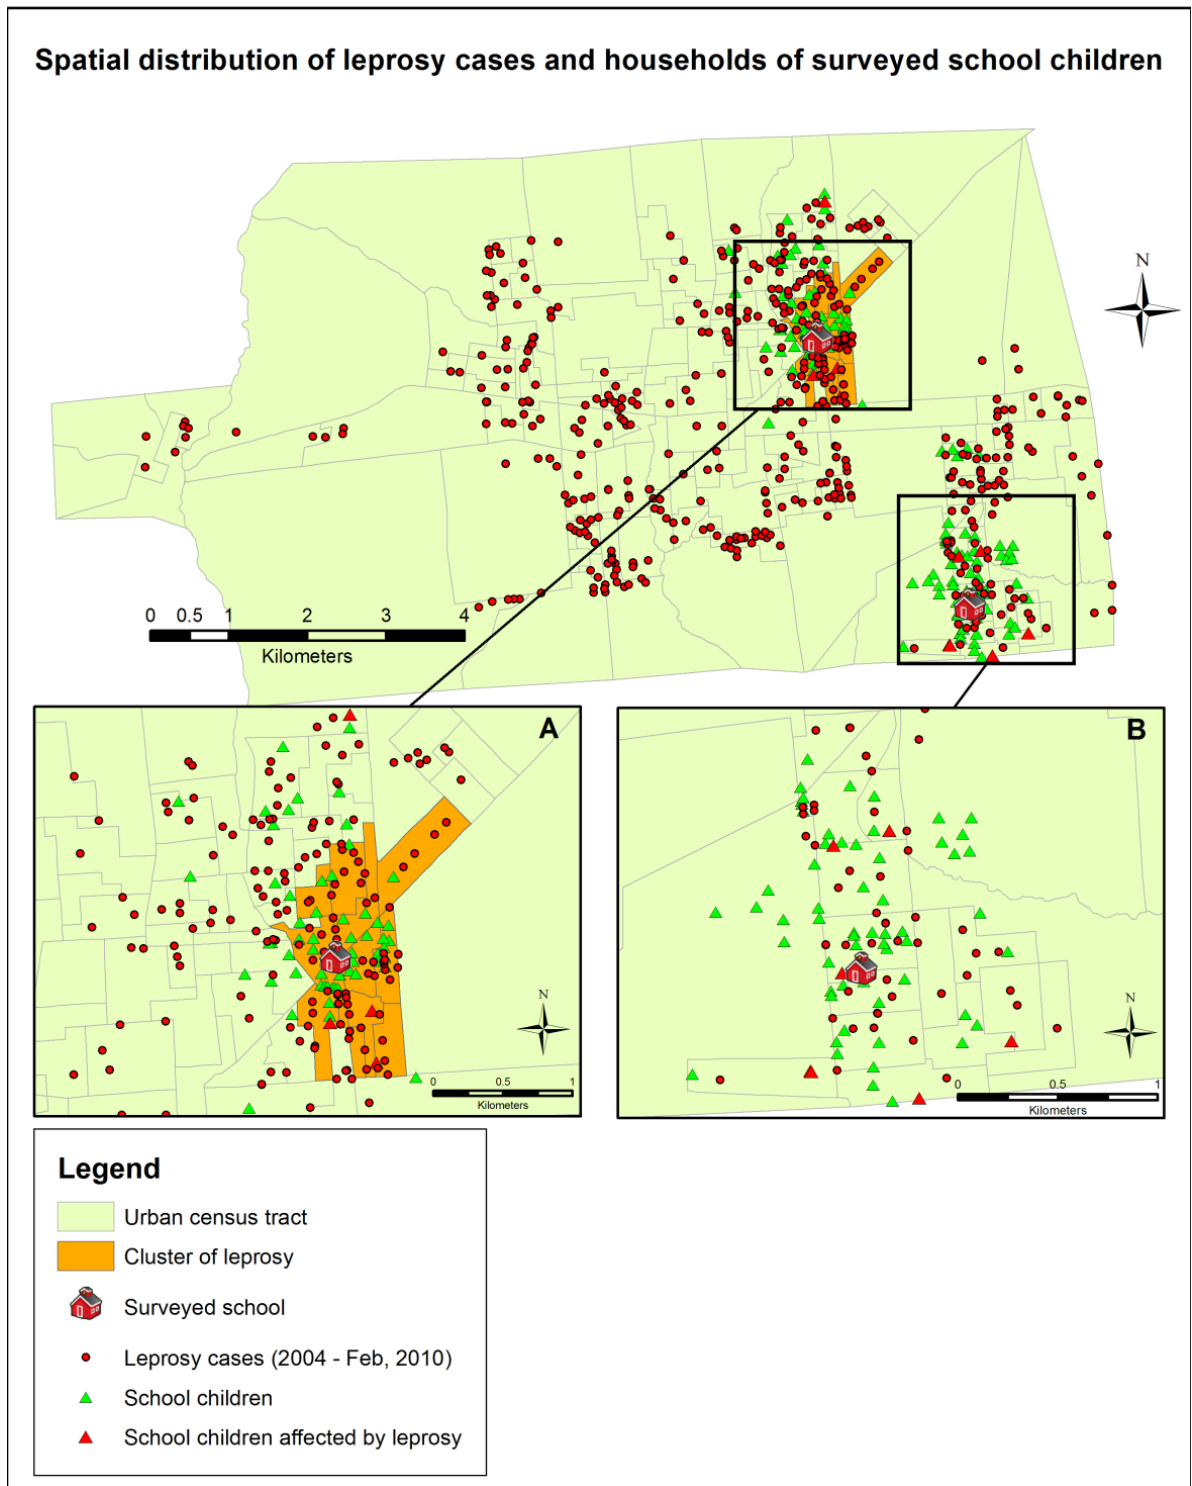 Spatial distribution of leprosy cases and households of surveyed school children
N
0 0.5 1 2 3 4
Kilometers
A
N
0 0.5 1
Kilometers
B
N
0 0.5 1
Kilometers
Legend
Urban census tract
Cluster of leprosy
Surveyed school
Leprosy cases (2004 - Feb, 2010)
School children
School children affected by leprosy